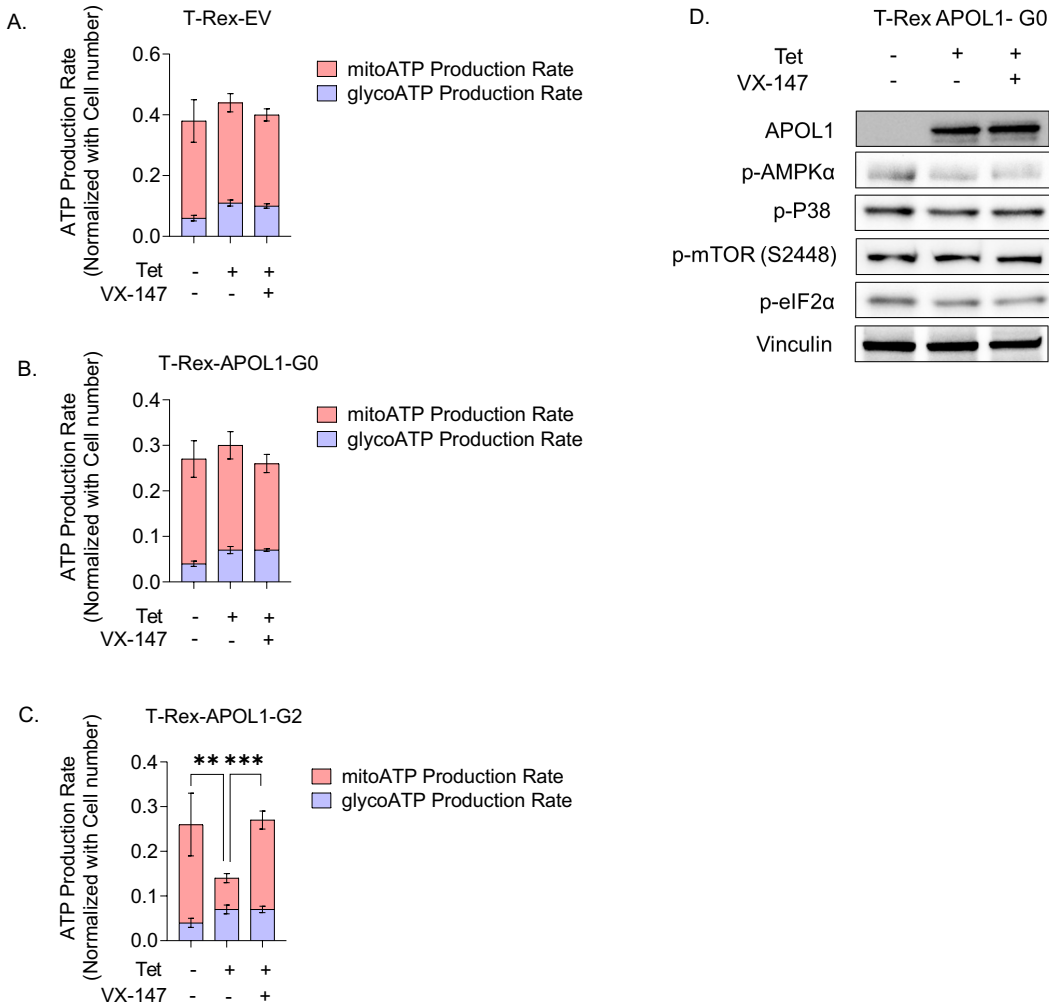 A.
T-Rex-EV
ATP Production Rate
(Normalized with Cell number)
0.6
0.4
0.2
0.0
mitoATP Production Rate
glycoATP Production Rate
Tet - + +
VX-147 - - +
B.
T-Rex-APOL1-G0
ATP Production Rate
(Normalized with Cell number)
0.4
0.3
0.2
0.1
0.0
mitoATP Production Rate
glycoATP Production Rate
Tet - + +
VX-147 - - +
C.
T-Rex-APOL1-G2
ATP Production Rate
(Normalized with Cell number)
0.4
0.3
0.2
0.1
0.0
** ***
mitoATP Production Rate
glycoATP Production Rate
Tet - + +
VX-147 - - +
D.
T-Rex APOL1- G0
Tet - + +
VX-147 - - +
APOL1
p-AMPKα
p-P38
p-mTOR (S2448)
p-eIF2α
Vinculin